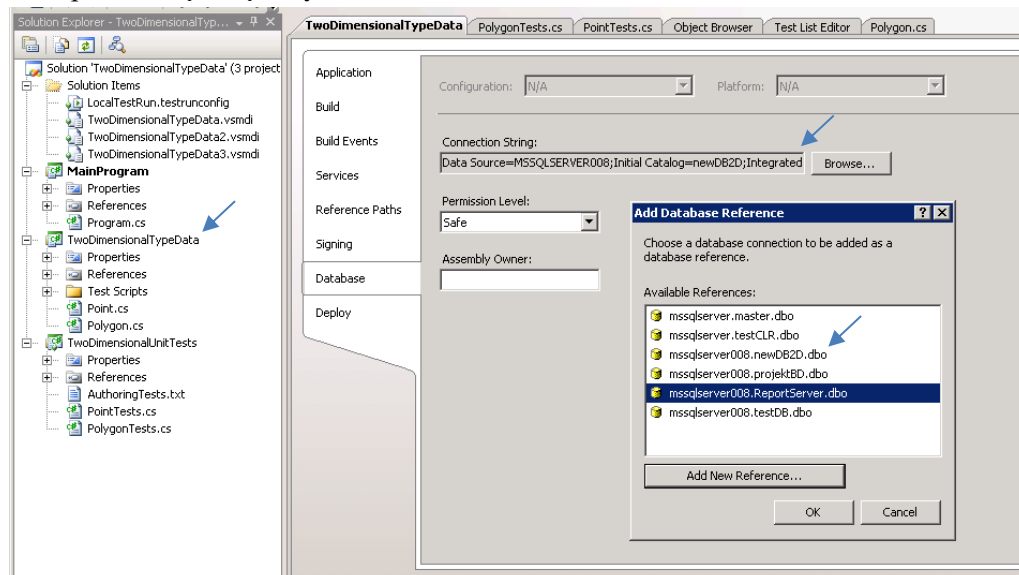 Solution Explorer - TwoDimensionalTyp...
Solution 'TwoDimensionalTypeData' (3 project
Solution Items
LocalTestRun.testrunconfig
TwoDimensionalTypeData.vsmdi
TwoDimensionalTypeData2.vsmdi
TwoDimensionalTypeData3.vsmdi
MainProgram
Properties
References
Program.cs
TwoDimensionalTypeData
Properties
References
Test Scripts
Point.cs
Polygon.cs
TwoDimensionalUnitTests
Properties
References
AuthoringTests.txt
PointTests.cs
PolygonTests.cs
TwoDimensionalTypeData PolygonTests.cs PointTests.cs Object Browser Test List Editor Polygon.cs
Application
Build
Build Events
Services
Reference Paths
Signing
Database
Deploy
Configuration: N/A Platform: N/A
Connection String:
Data Source=MSSQLSERVER008;Initial Catalog=newDB2D;Integrated Browse...
Permission Level:
Safe
Assembly Owner:
Add Database Reference
Choose a database connection to be added as a
database reference.
Available References:
mssqlserver.master.dbo
mssqlserver.testCLR.dbo
mssqlserver008.newDB2D.dbo
mssqlserver008.projektBD.dbo
mssqlserver008.ReportServer.dbo
mssqlserver008.testDB.dbo
Add New Reference...
OK Cancel